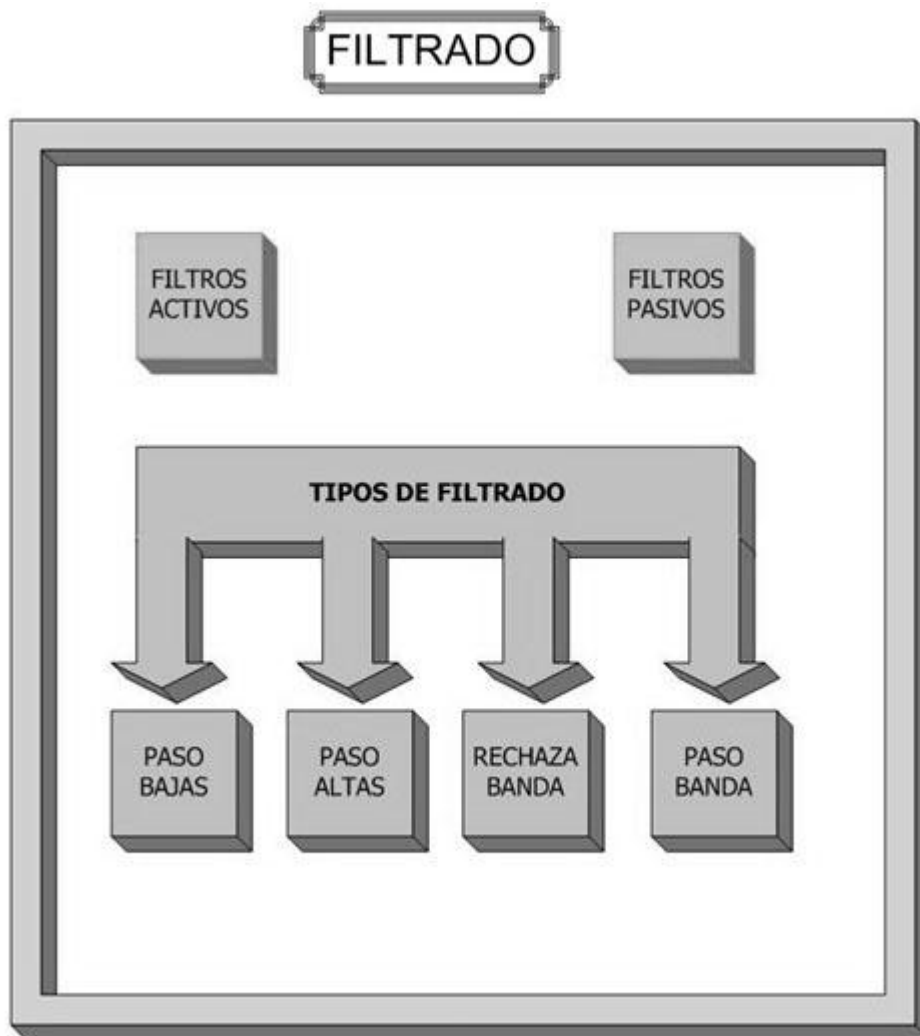 FILTRADO
FILTROS
ACTIVOS
FILTROS
PASIVOS
TIPOS DE FILTRADO
PASO
BAJAS
PASO
ALTAS
RECHAZA
BANDA
PASO
BANDA